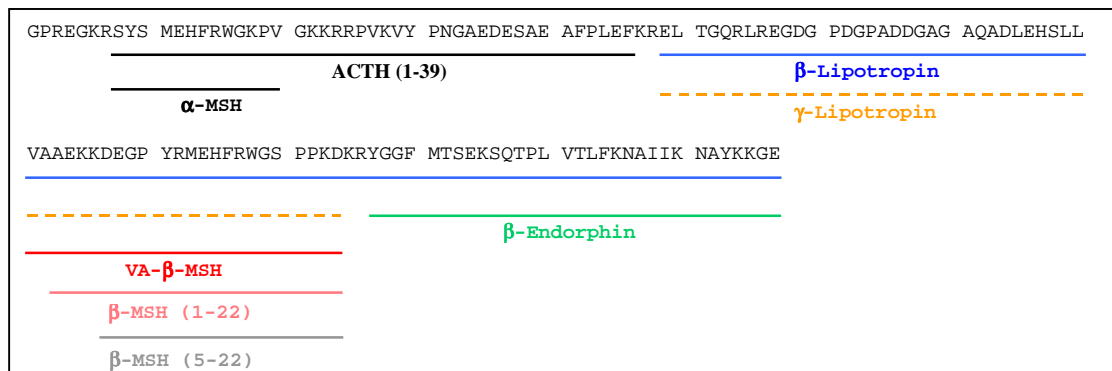 GPREGKRSYS MEHFRWGKPV GKKRRPVKVY PNGAEDESAE AFPLEFKREL TGQRLREGDG PDGPADDGAG AQADLEHSLL
ACTH (1-39) β-Lipotropin
α-MSH
γ-Lipotropin
VAAEKKDEGP YRMEHFRWGS PPKDKRYGGF MTSEKSQTPL VTLFKNAIIK NAYKKGE
β-Endorphin
VA-β-MSH
β-MSH (1-22)
β-MSH (5-22)